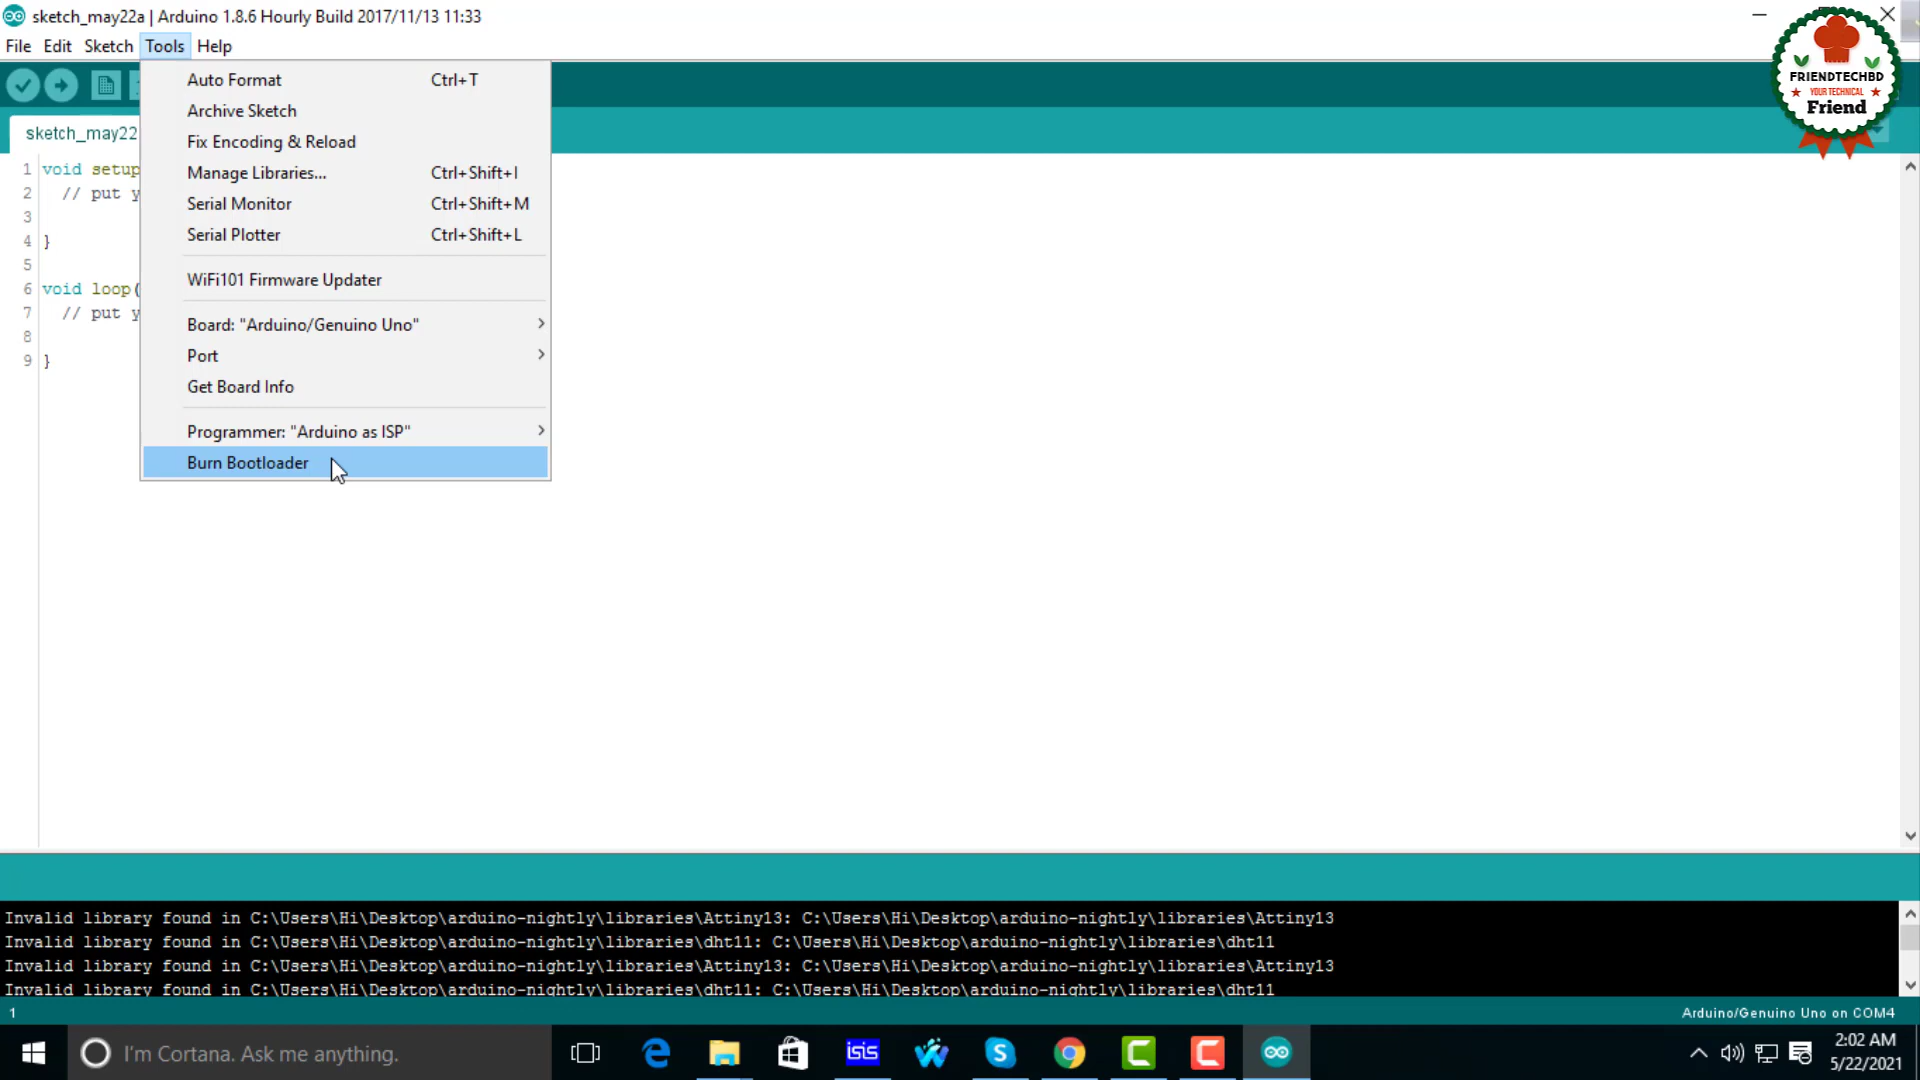 sketch_may22a | Arduino 1.8.6 Hourly Build 2017/11/13 11:33
File Edit Sketch Tools Help
FRIENDTECHBD
YOUR TECHNICAL
Friend
Auto Format Ctrl+T
Archive Sketch
Fix Encoding & Reload
Manage Libraries... Ctrl+Shift+I
Serial Monitor Ctrl+Shift+M
Serial Plotter Ctrl+Shift+L
WiFi101 Firmware Updater
Board: "Arduino/Genuino Uno"
Port
Get Board Info
Programmer: "Arduino as ISP"
Burn Bootloader
sketch_may22
1 void setup
2 // put y
3
4 }
5
6 void loop(
7 // put y
8
9 }
Invalid library found in C:\Users\Hi\Desktop\arduino-nightly\libraries\Attiny13: C:\Users\Hi\Desktop\arduino-nightly\libraries\Attiny13
Invalid library found in C:\Users\Hi\Desktop\arduino-nightly\libraries\dht11: C:\Users\Hi\Desktop\arduino-nightly\libraries\dht11
Invalid library found in C:\Users\Hi\Desktop\arduino-nightly\libraries\Attiny13: C:\Users\Hi\Desktop\arduino-nightly\libraries\Attiny13
Invalid library found in C:\Users\Hi\Desktop\arduino-nightly\libraries\dht11: C:\Users\Hi\Desktop\arduino-nightly\libraries\dht11
1 Arduino/Genuino Uno on COM4
I'm Cortana. Ask me anything.
isis
2:02 AM
5/22/2021